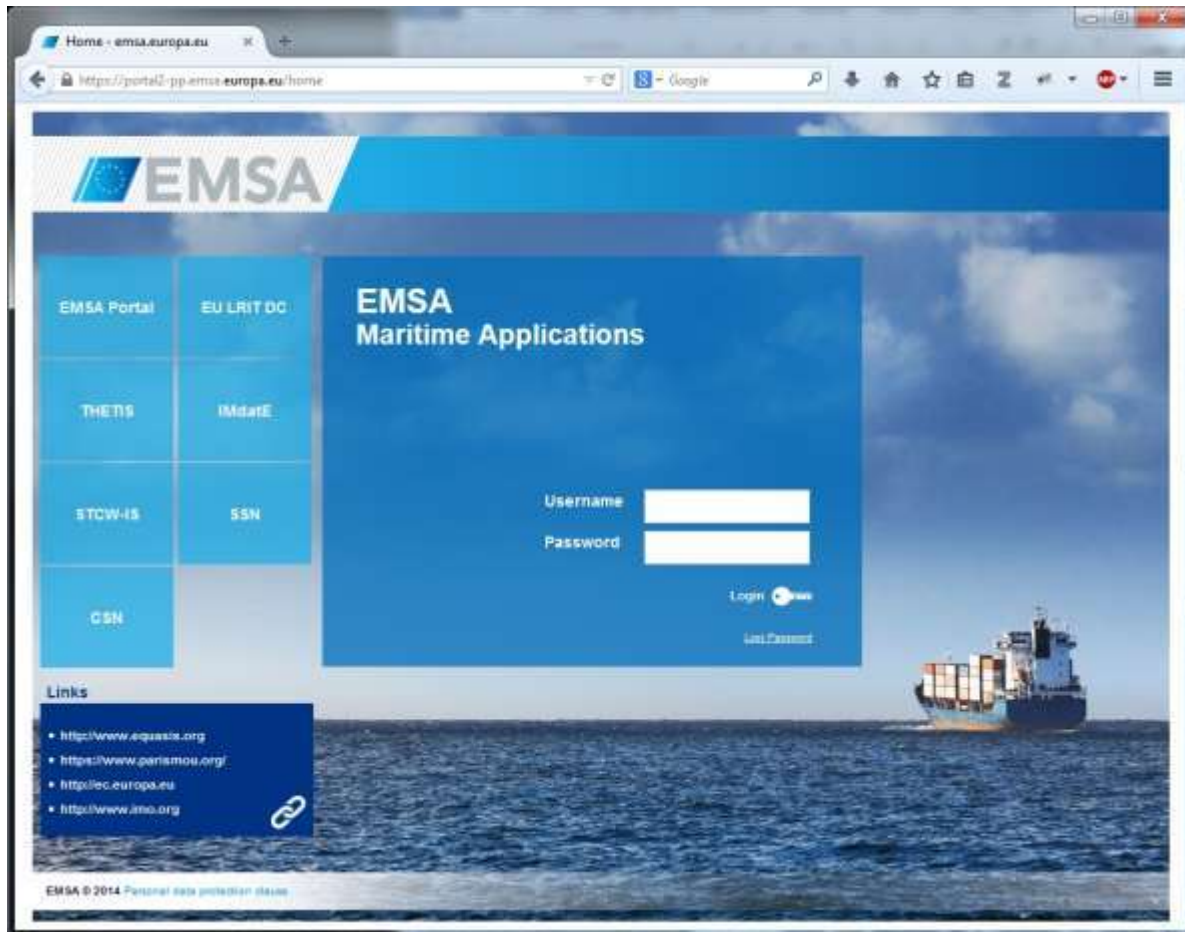 Home - emsa.europa.eu
https://portal2-pp.emsa.europa.eu/home
Google
EMSA
EMSA Portal
EU LRIT DC
THETIS
IMdatE
STCW-IS
SSN
CSN
EMSA
Maritime Applications
Username
Password
Login
Lost Password
Links
• http://www.equasis.org
• https://www.parismou.org/
• http://ec.europa.eu
• http://www.imo.org
EMSA © 2014 Personal data protection clause